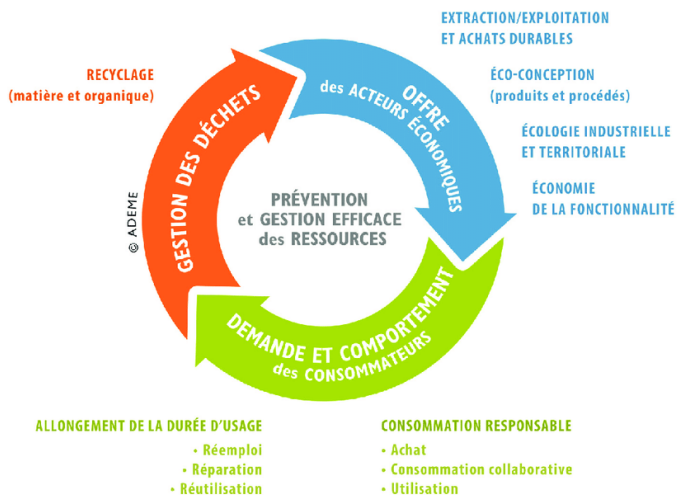 EXTRACTION/EXPLOITATION
ET ACHATS DURABLES
ÉCO-CONCEPTION
(produits et procédés)
ÉCOLOGIE INDUSTRIELLE
ET TERRITORIALE
ÉCONOMIE
DE LA FONCTIONNALITÉ
OFFRE
des ACTEURS ÉCONOMIQUES
RECYCLAGE
(matière et organique)
GESTION DES DÉCHETS
© ADEME
PRÉVENTION
et GESTION EFFICACE
des RESSOURCES
DEMANDE ET COMPORTEMENT
des CONSOMMATEURS
ALLONGEMENT DE LA DURÉE D'USAGE
• Réemploi
• Réparation
• Réutilisation
CONSOMMATION RESPONSABLE
• Achat
• Consommation collaborative
• Utilisation